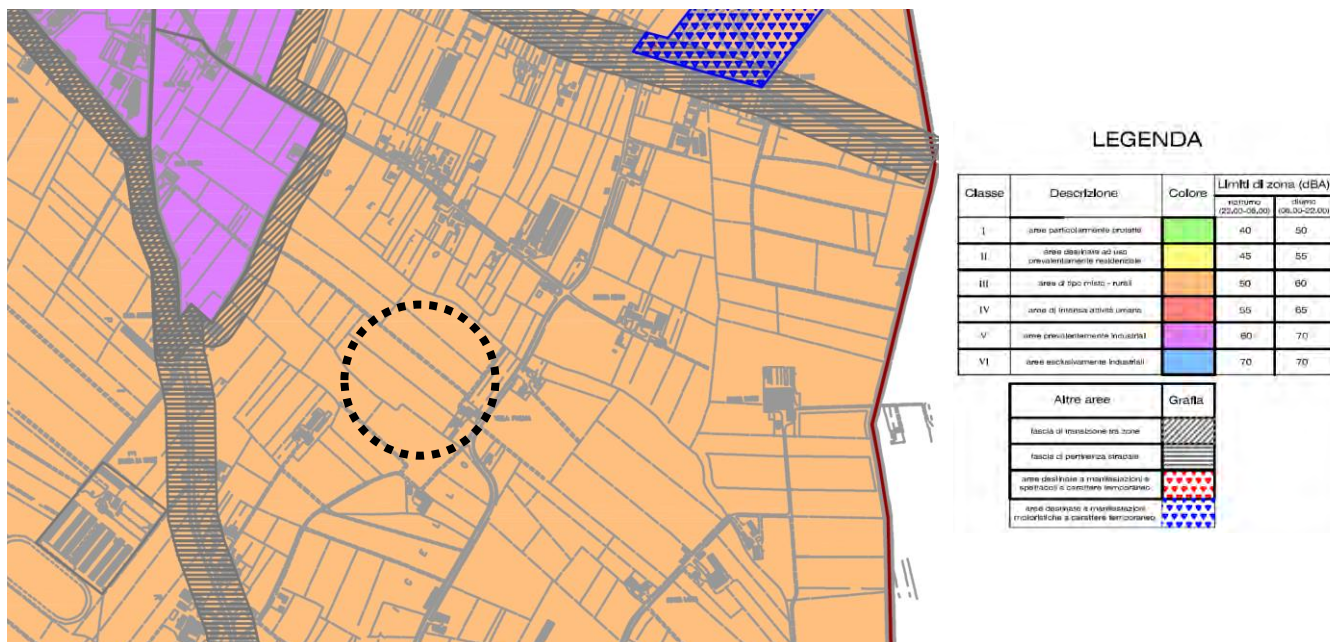 LEGENDA
Classe Descrizione Colore Limiti di zona (dBA)
notturno diurno
(22.00-06.00) (06.00-22.00)
I aree particolarmente protette 40 50
II aree destinate ad uso
prevalentemente residenziale 45 55
III aree di tipo misto - rurali 50 60
IV aree di intensa attività umana 55 65
V aree prevalentemente industriali 60 70
VI aree esclusivamente industriali 70 70
Altre aree Grafia
fascia di transizione tra zone
fascia di pertinenza stradale
aree destinate a manifestazioni e
spettacoli a carattere temporaneo
aree destinate a manifestazioni
motoristiche a carattere temporaneo